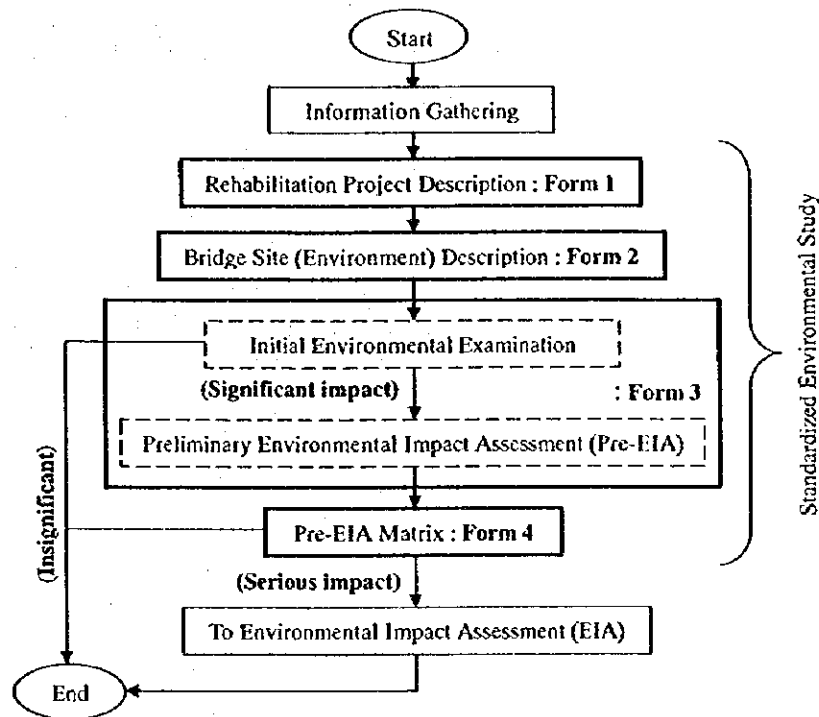 Start
Information Gathering
Rehabilitation Project Description : Form 1
Bridge Site (Environment) Description : Form 2
Initial Environmental Examination
(Significant impact)
: Form 3
Preliminary Environmental Impact Assessment (Pre-EIA)
Pre-EIA Matrix : Form 4
(Serious impact)
To Environmental Impact Assessment (EIA)
End
(Insignificant)
Standardized Environmental Study